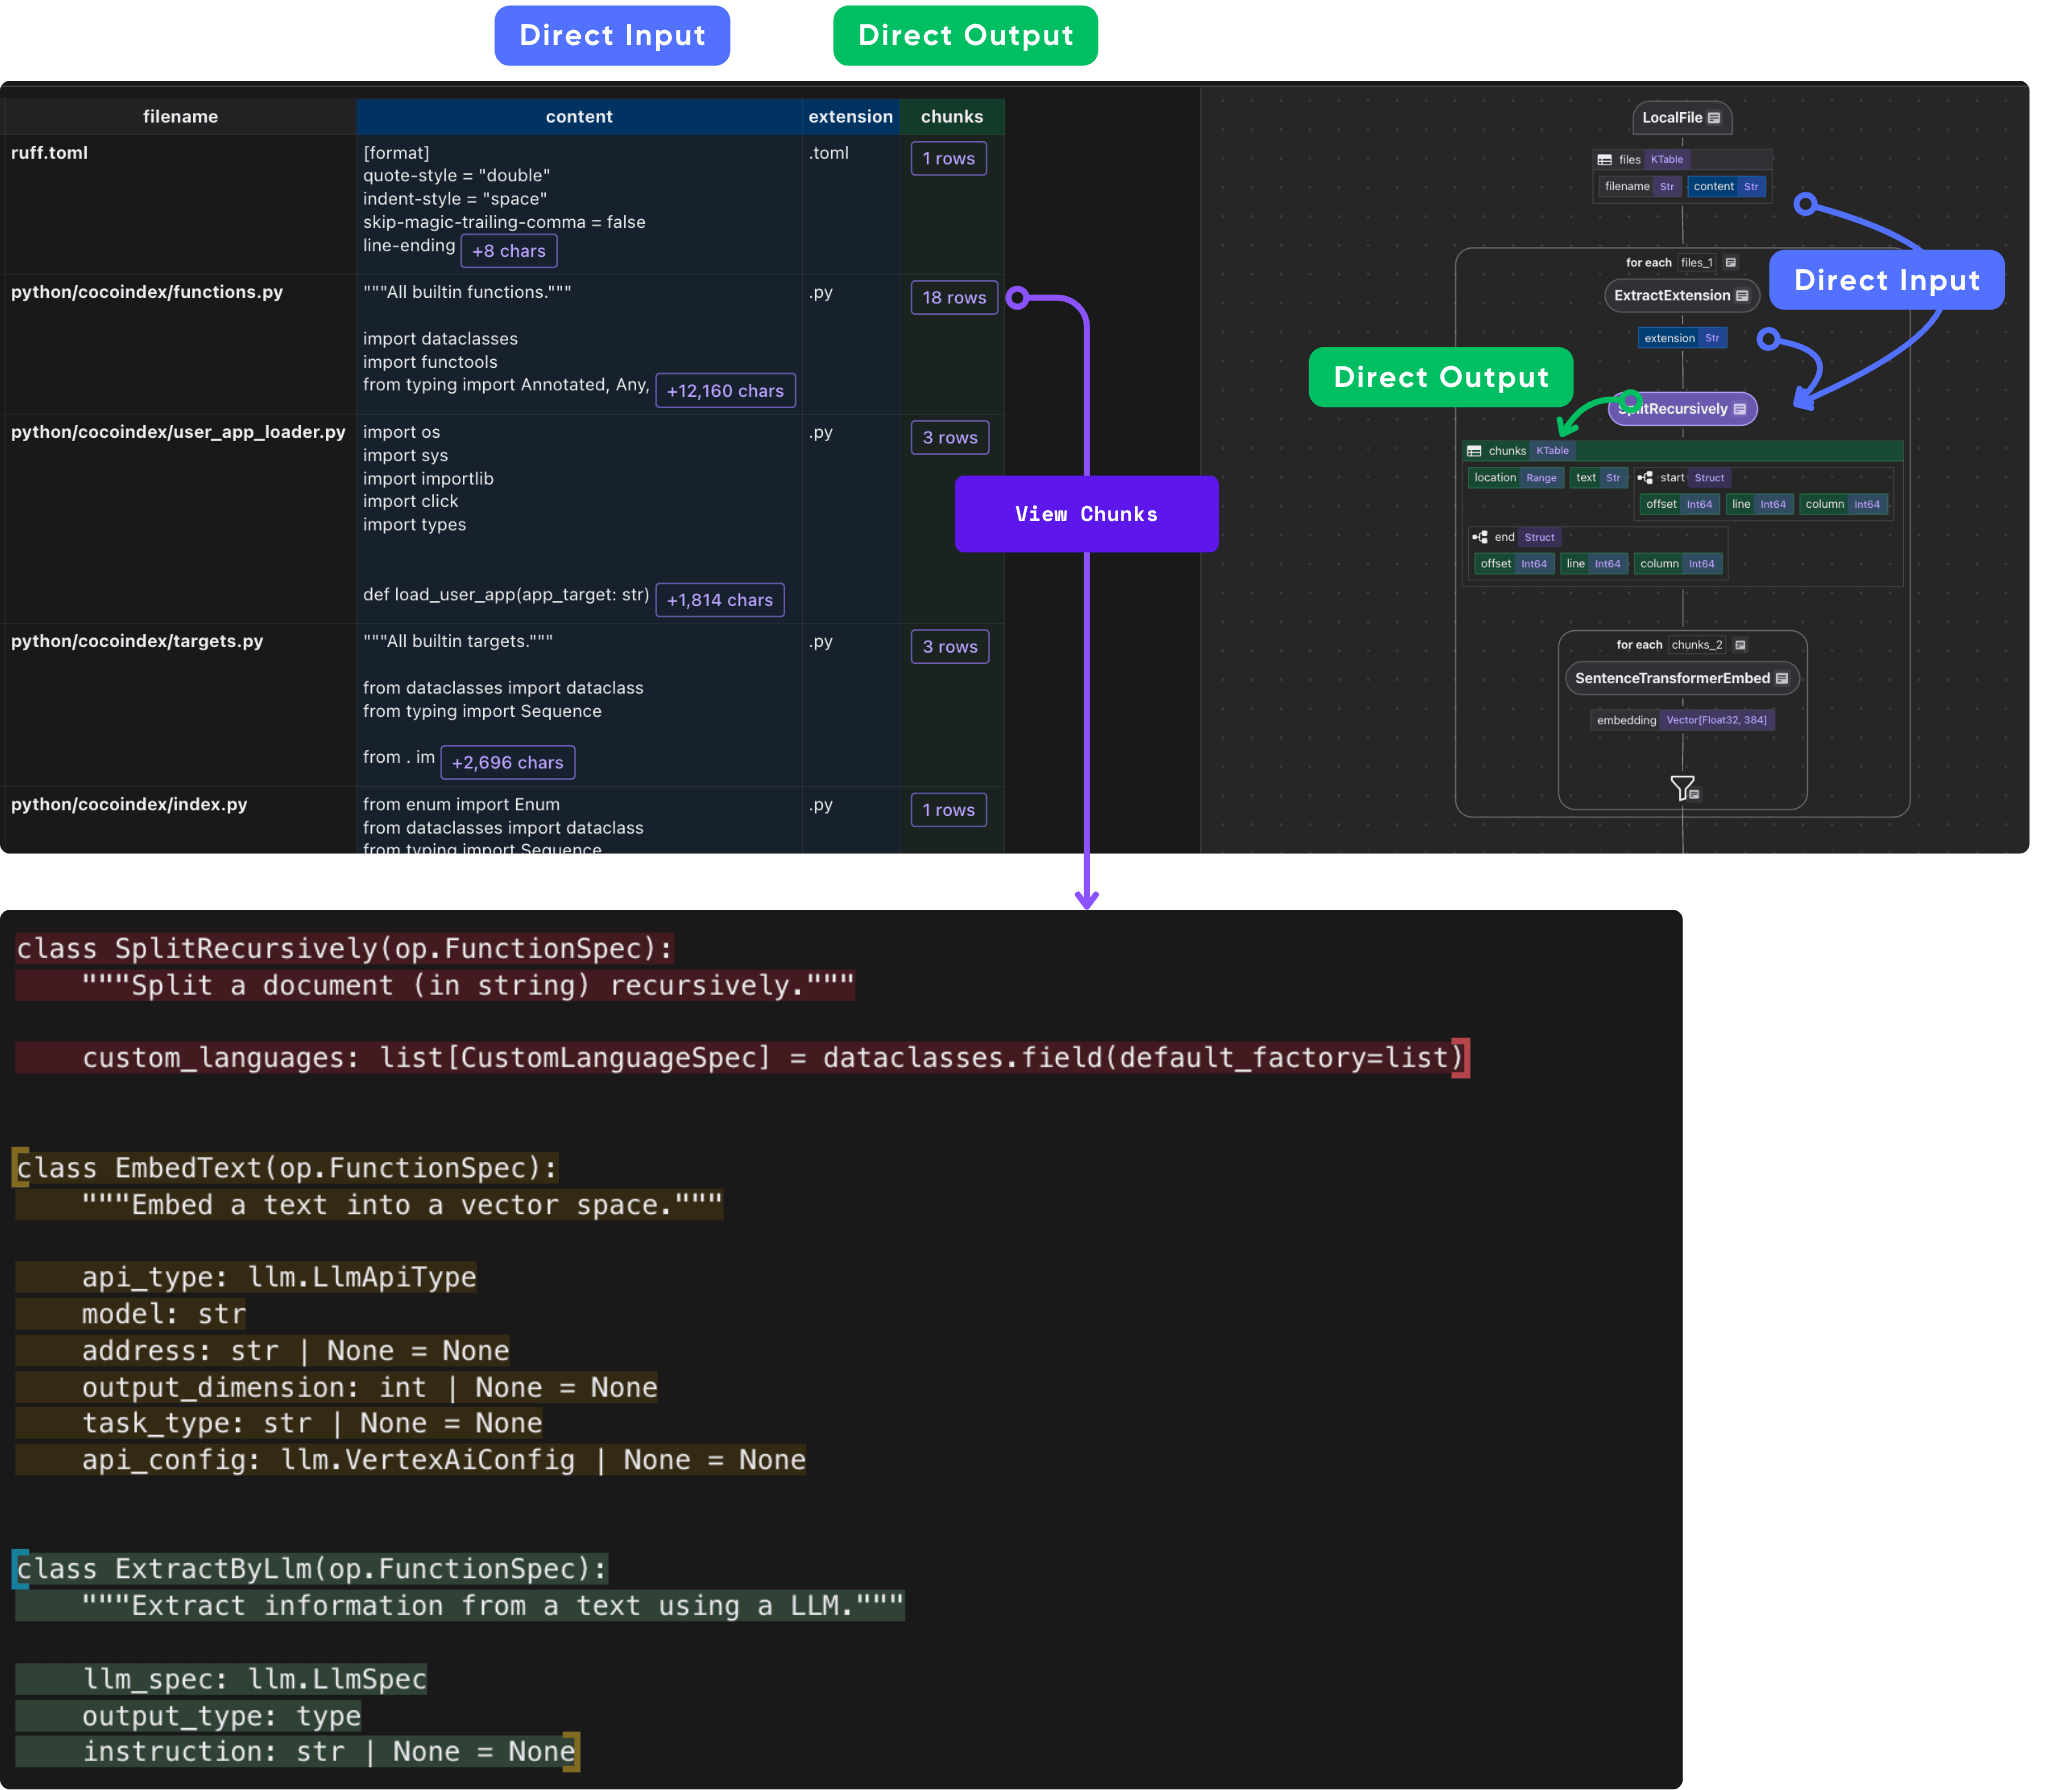 Direct Input
Direct Output
filename content extension chunks
ruff.toml
[format]
quote-style = "double"
indent-style = "space"
skip-magic-trailing-comma = false
line-ending +8 chars
.toml
1 rows
python/cocoindex/functions.py
"""All builtin functions."""
import dataclasses
import functools
from typing import Annotated, Any, +12,160 chars
.py
18 rows
python/cocoindex/user_app_loader.py
import os
import sys
import importlib
import click
import types
def load_user_app(app_target: str) +1,814 chars
.py
3 rows
python/cocoindex/targets.py
"""All builtin targets."""
from dataclasses import dataclass
from typing import Sequence
from . im +2,696 chars
.py
3 rows
python/cocoindex/index.py
from enum import Enum
from dataclasses import dataclass
from typing import Sequence
.py
1 rows
View Chunks
LocalFile
files KTable
filename Str content Str
for each files_1
Direct Input
ExtractExtension
extension Str
Direct Output
SplitRecursively
chunks KTable
location Range text Str start Struct
offset Int64 line Int64 column Int64
end Struct
offset Int64 line Int64 column Int64
for each chunks_2
SentenceTransformerEmbed
embedding Vector[Float32, 384]
class SplitRecursively(op.FunctionSpec):
"""Split a document (in string) recursively."""
custom_languages: list[CustomLanguageSpec] = dataclasses.field(default_factory=list)
class EmbedText(op.FunctionSpec):
"""Embed a text into a vector space."""
api_type: llm.LlmApiType
model: str
address: str | None = None
output_dimension: int | None = None
task_type: str | None = None
api_config: llm.VertexAiConfig | None = None
class ExtractByLlm(op.FunctionSpec):
"""Extract information from a text using a LLM."""
llm_spec: llm.LlmSpec
output_type: type
instruction: str | None = None